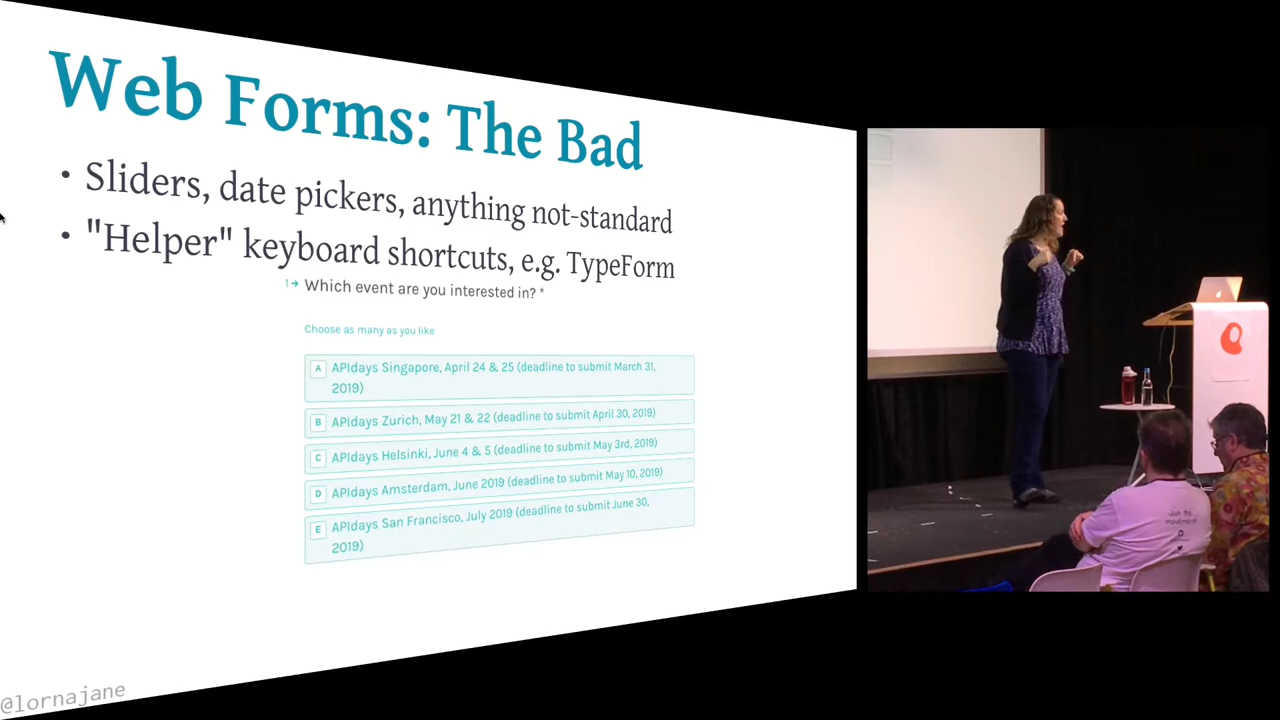 Web Forms: The Bad
• Sliders, date pickers, anything not-standard
• "Helper" keyboard shortcuts, e.g. TypeForm
1→ Which event are you interested in? *
Choose as many as you like
A APIdays Singapore, April 24 & 25 (deadline to submit March 31,
2019)
B APIdays Zurich, May 21 & 22 (deadline to submit April 30, 2019)
C APIdays Helsinki, June 4 & 5 (deadline to submit May 3rd, 2019)
D APIdays Amsterdam, June 2019 (deadline to submit May 10, 2019)
E APIdays San Francisco, July 2019 (deadline to submit June 30,
2019)
@lornajane
Join the
movement!